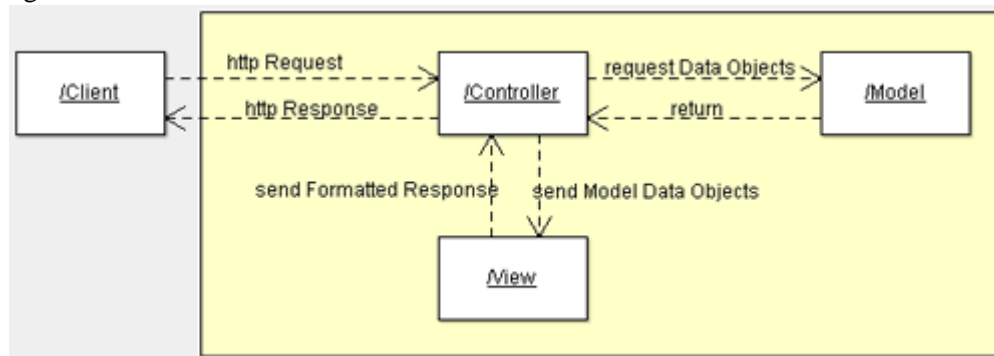 http Request
request Data Objects
/Client
/Controller
/Model
http Response
return
send Formatted Response
send Model Data Objects
/View